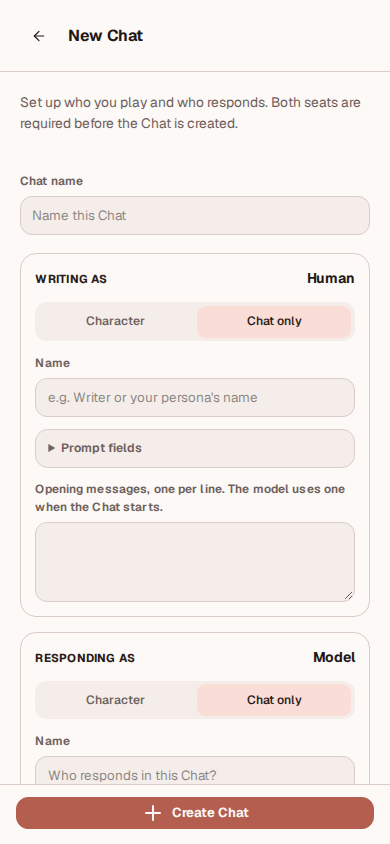 New Chat
Set up who you play and who responds. Both seats are
required before the Chat is created.
Chat name
Name this Chat
WRITING AS
Human
Character
Chat only
Name
e.g. Writer or your persona's name
Prompt fields
Opening messages, one per line. The model uses one
when the Chat starts.
RESPONDING AS
Model
Character
Chat only
Name
Who responds in this Chat?
Create Chat